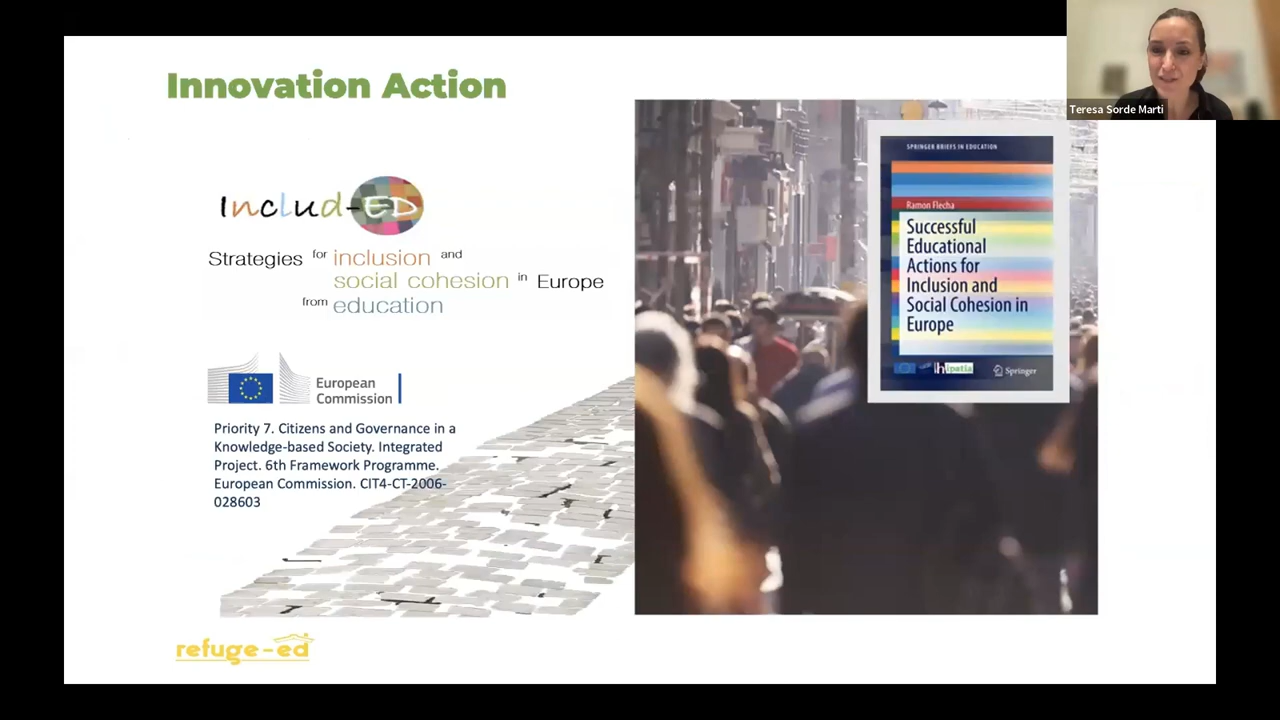 Innovation Action
Teresa Sorde Marti
Includ-ED
Strategies for inclusion and
social cohesion in Europe
from education
European
Commission
Priority 7. Citizens and Governance in a
Knowledge-based Society. Integrated
Project. 6th Framework Programme.
European Commission. CIT4-CT-2006-
028603
SPRINGER BRIEFS IN EDUCATION
Ramon Flecha
Successful
Educational
Actions for
Inclusion and
Social Cohesion in
Europe
hipatia
Springer
refuge-ed